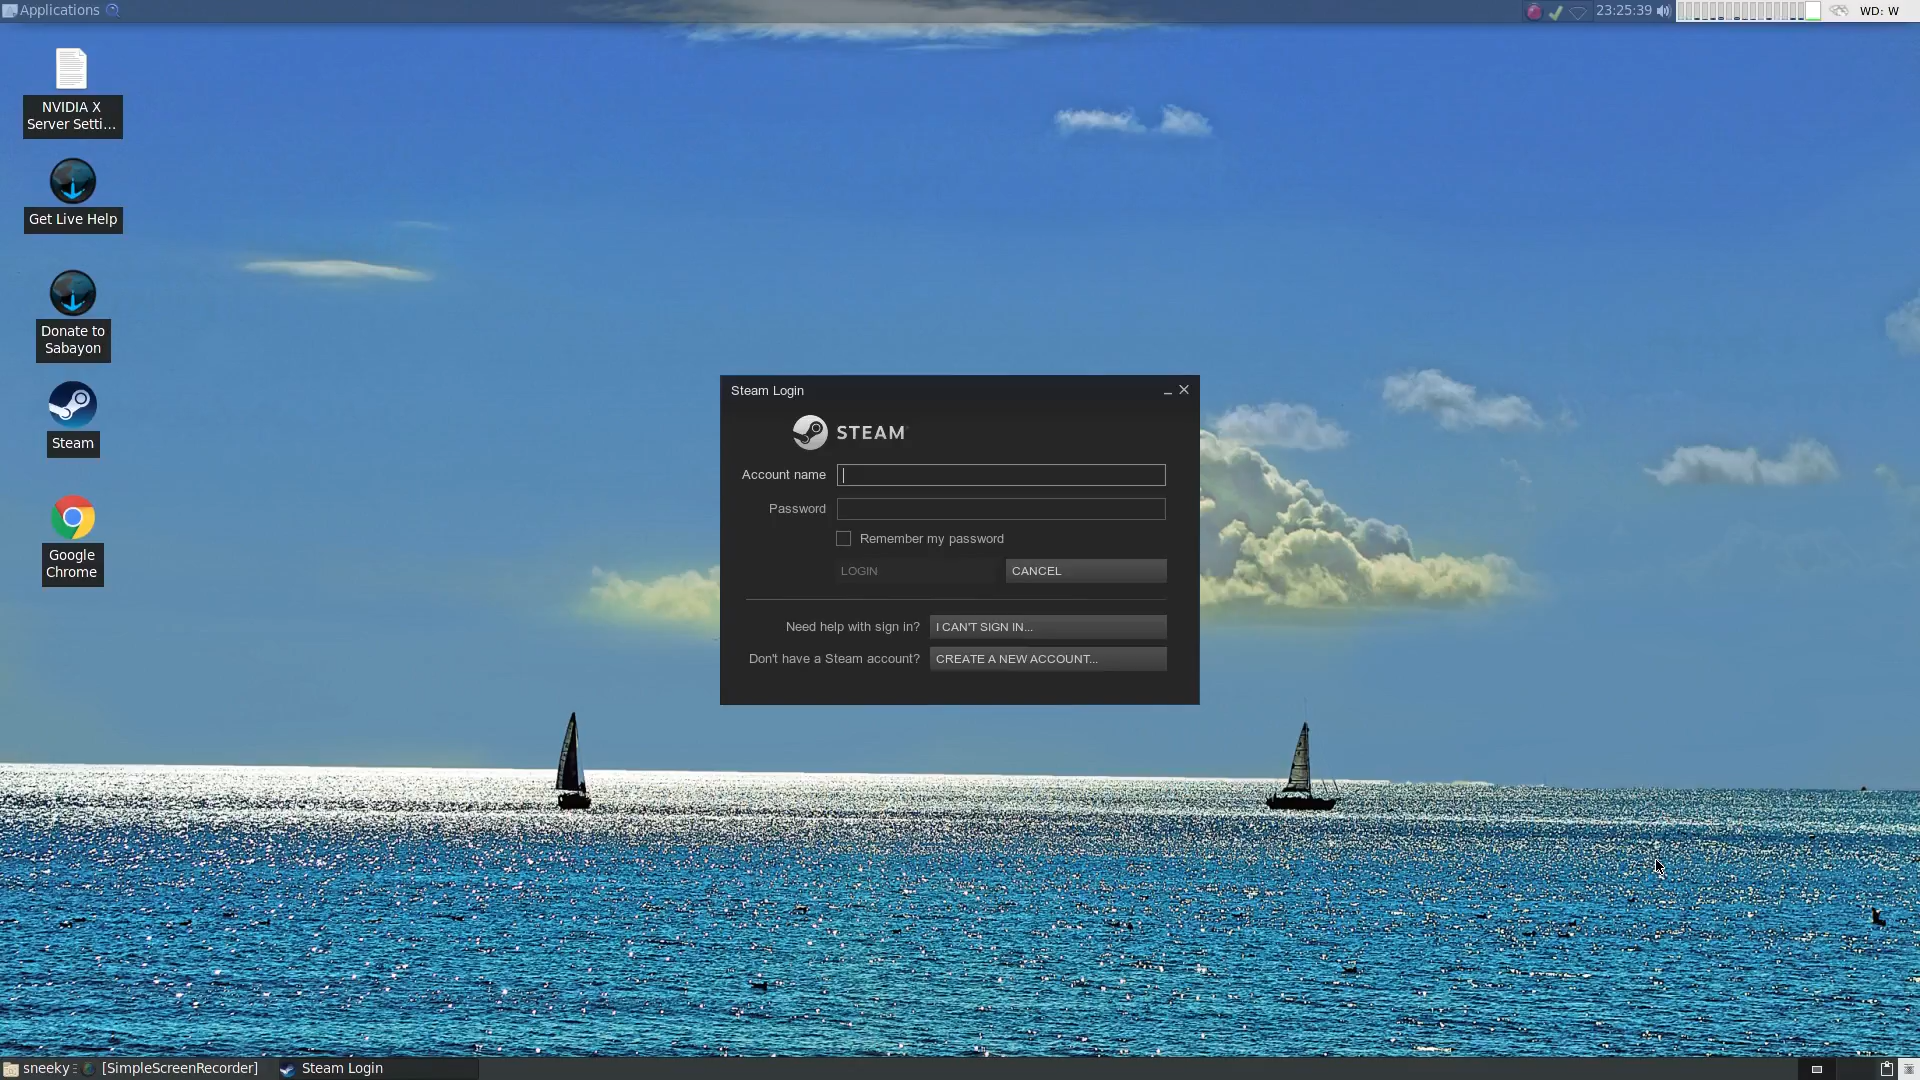 Applications
23:25:39
WD: W
NVIDIA X
Server Setti...
Get Live Help
Donate to
Sabayon
Steam
Google
Chrome
Steam Login
STEAM
Account name
Password
Remember my password
LOGIN
CANCEL
Need help with sign in?
I CAN'T SIGN IN...
Don't have a Steam account?
CREATE A NEW ACCOUNT...
sneeky
[SimpleScreenRecorder]
Steam Login